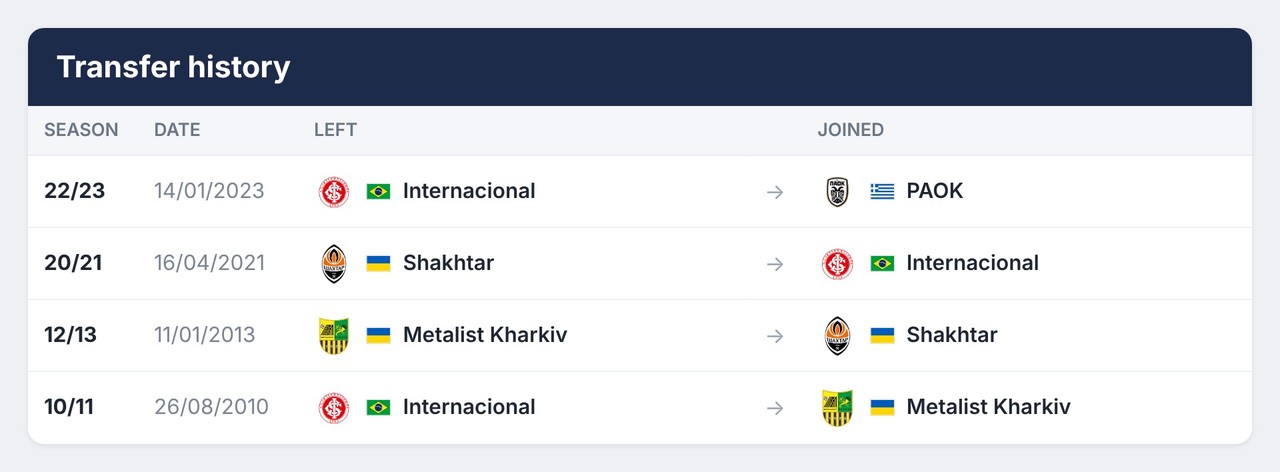 Transfer history
SEASON DATE LEFT JOINED
22/23 14/01/2023 Internacional → PAOK
20/21 16/04/2021 Shakhtar → Internacional
12/13 11/01/2013 Metalist Kharkiv → Shakhtar
10/11 26/08/2010 Internacional → Metalist Kharkiv